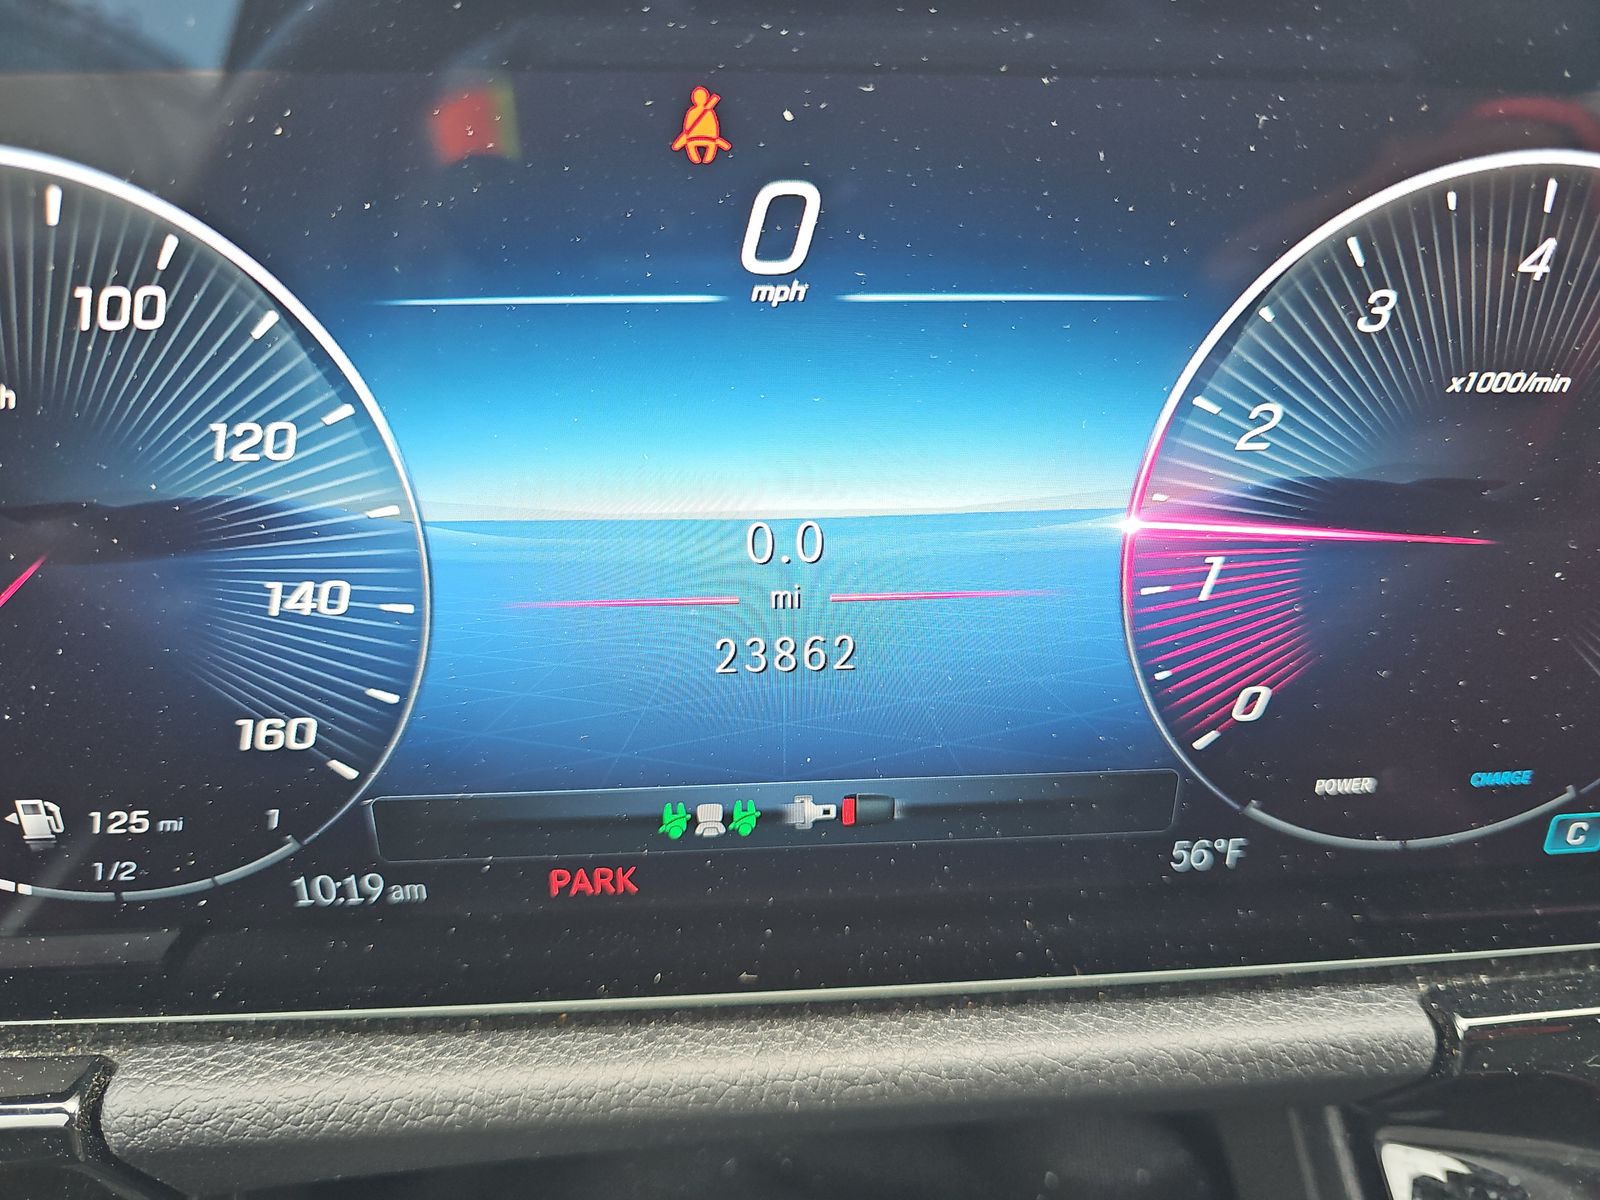 0
mph
100
120
140
160
h
4
3
x1000/min
2
1
0
POWER
CHARGE
0.0
mi
23862
125 mi
1
1/2
10:19 am
PARK
56°F
C